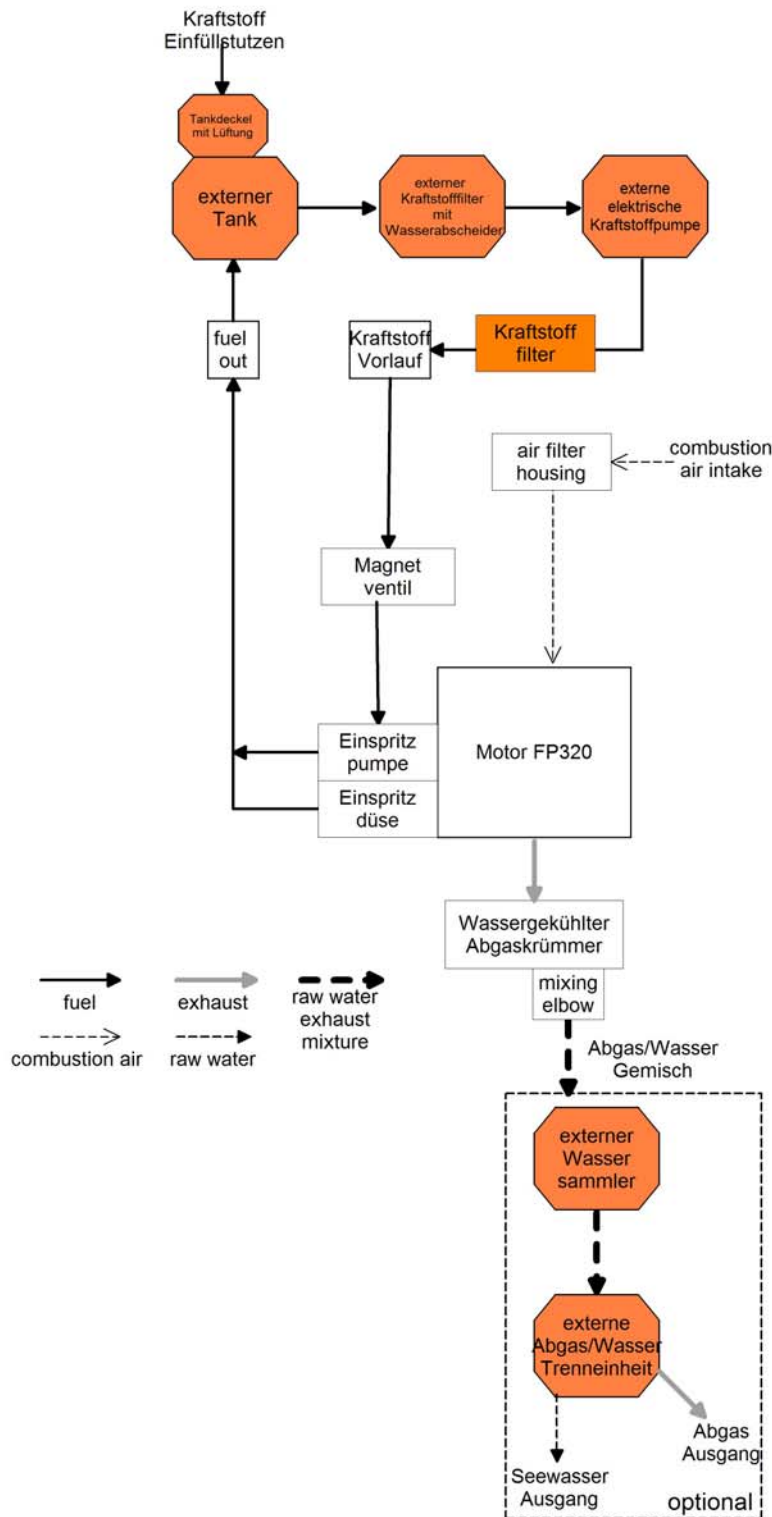 Kraftstoff
Einfüllstutzen
Tankdeckel
mit Lüftung
externer
Tank
externer
Kraftstofffilter
mit
Wasserabscheider
externe
elektrische
Kraftstoffpumpe
fuel
out
Kraftstoff
Vorlauf
Kraftstoff
filter
air filter
housing
combustion
air intake
Magnet
ventil
Einspritz
pumpe
Motor FP320
Einspritz
düse
Wassergekühlter
Abgaskrümmer
mixing
elbow
fuel
exhaust
raw water
exhaust
mixture
combustion air
raw water
Abgas/Wasser
Gemisch
externer
Wasser
sammler
externe
Abgas/Wasser
Trenneinheit
Abgas
Ausgang
Seewasser
Ausgang
optional